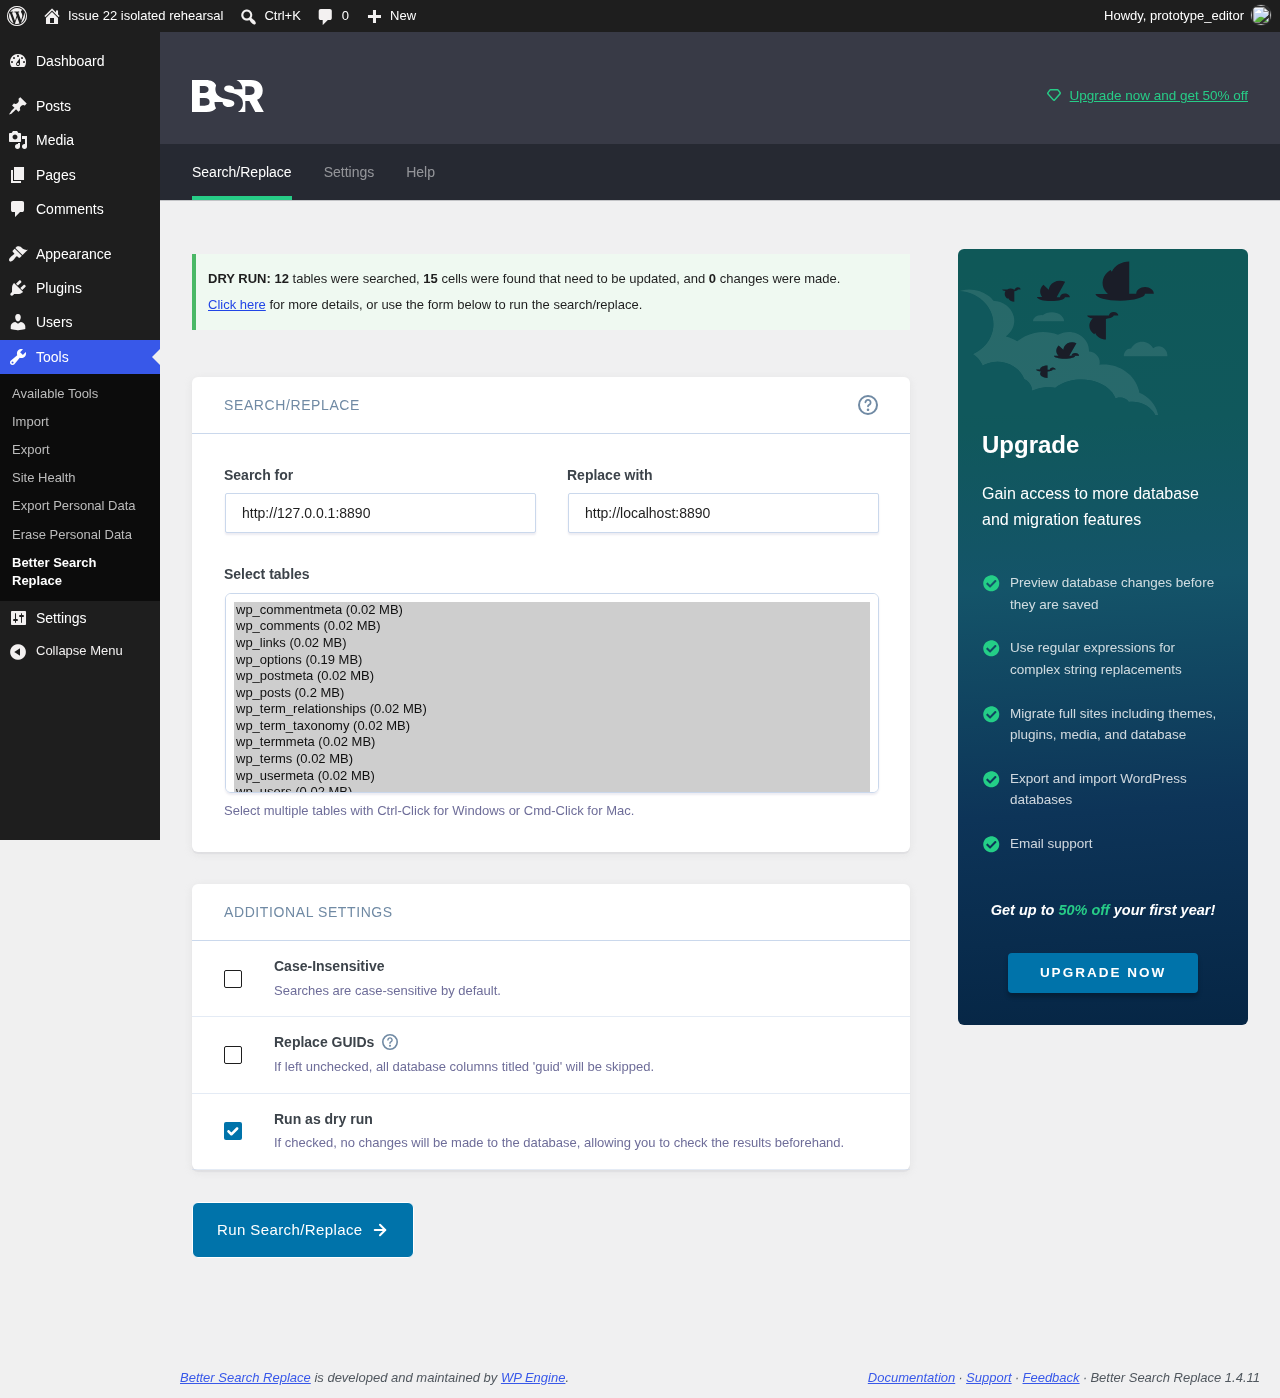 Issue 22 isolated rehearsal
Ctrl+K
0
New
Howdy, prototype_editor
Dashboard
Posts
Media
Pages
Comments
Appearance
Plugins
Users
Tools
Available Tools
Import
Export
Site Health
Export Personal Data
Erase Personal Data
Better Search
Replace
Settings
Collapse Menu
BSR
Upgrade now and get 50% off
Search/Replace
Settings
Help
DRY RUN: 12 tables were searched, 15 cells were found that need to be updated, and 0 changes were made.
Click here for more details, or use the form below to run the search/replace.
SEARCH/REPLACE
Search for
Replace with
http://127.0.0.1:8890
http://localhost:8890
Select tables
wp_commentmeta (0.02 MB)
wp_comments (0.02 MB)
wp_links (0.02 MB)
wp_options (0.19 MB)
wp_postmeta (0.02 MB)
wp_posts (0.2 MB)
wp_term_relationships (0.02 MB)
wp_term_taxonomy (0.02 MB)
wp_termmeta (0.02 MB)
wp_terms (0.02 MB)
wp_usermeta (0.02 MB)
wp_users (0.02 MB)
Select multiple tables with Ctrl-Click for Windows or Cmd-Click for Mac.
ADDITIONAL SETTINGS
Case-Insensitive
Searches are case-sensitive by default.
Replace GUIDs
If left unchecked, all database columns titled 'guid' will be skipped.
Run as dry run
If checked, no changes will be made to the database, allowing you to check the results beforehand.
Run Search/Replace
Upgrade
Gain access to more database
and migration features
Preview database changes before
they are saved
Use regular expressions for
complex string replacements
Migrate full sites including themes,
plugins, media, and database
Export and import WordPress
databases
Email support
Get up to 50% off your first year!
UPGRADE NOW
Better Search Replace is developed and maintained by WP Engine.
Documentation · Support · Feedback · Better Search Replace 1.4.11